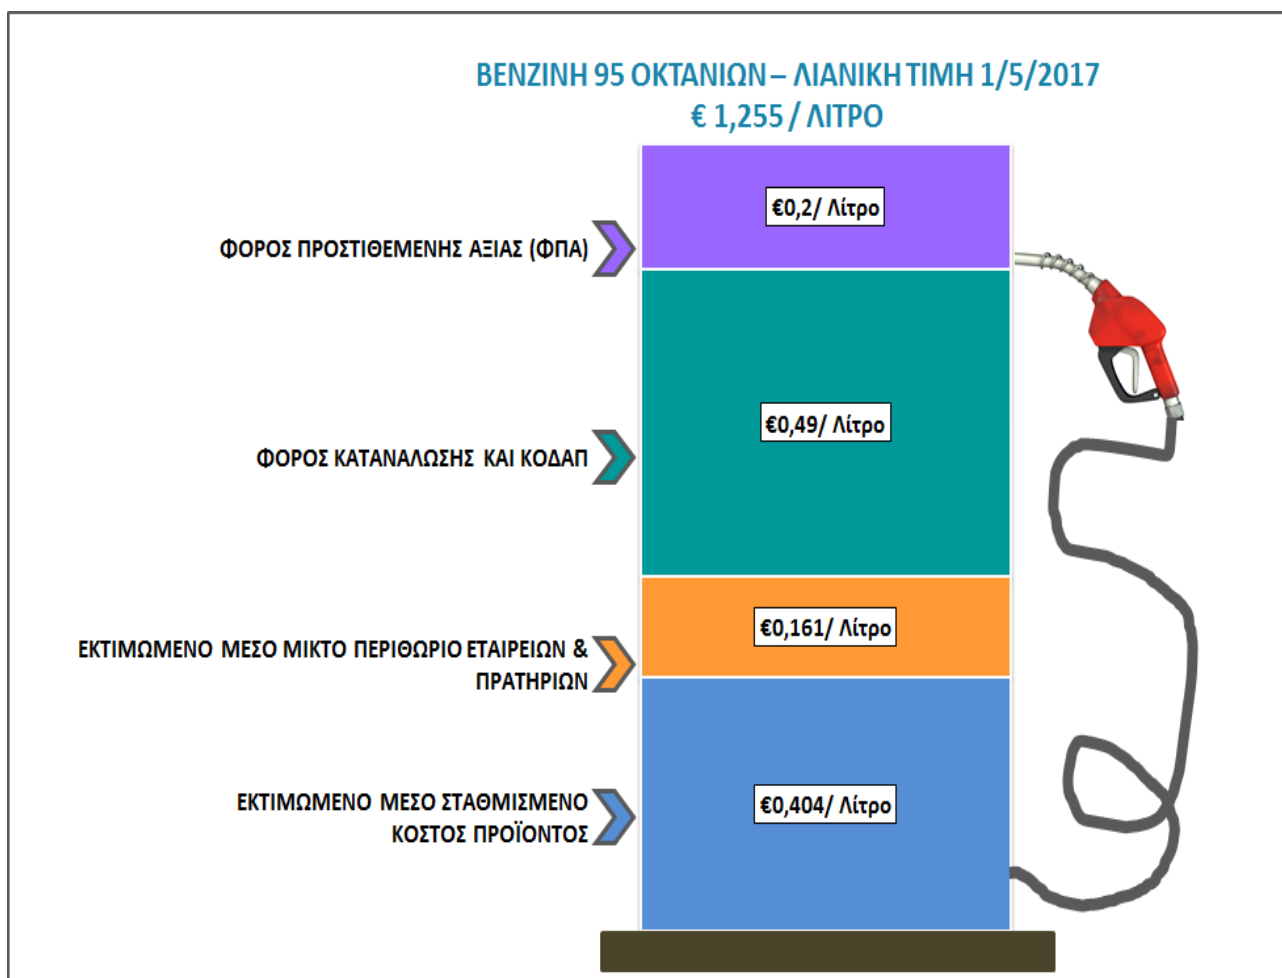 ΒΕΝΖΙΝΗ 95 ΟΚΤΑΝΙΩΝ – ΛΙΑΝΙΚΗ ΤΙΜΗ 1/5/2017
€ 1,255 / ΛΙΤΡΟ
€0,2/ Λίτρο
ΦΟΡΟΣ ΠΡΟΣΤΙΘΕΜΕΝΗΣ ΑΞΙΑΣ (ΦΠΑ)
€0,49/ Λίτρο
ΦΟΡΟΣ ΚΑΤΑΝΑΛΩΣΗΣ ΚΑΙ ΚΟΔΑΠ
€0,161/ Λίτρο
ΕΚΤΙΜΩΜΕΝΟ ΜΕΣΟ ΜΙΚΤΟ ΠΕΡΙΘΩΡΙΟ ΕΤΑΙΡΕΙΩΝ &
ΠΡΑΤΗΡΙΩΝ
ΕΚΤΙΜΩΜΕΝΟ ΜΕΣΟ ΣΤΑΘΜΙΣΜΕΝΟ
ΚΟΣΤΟΣ ΠΡΟΪΟΝΤΟΣ
€0,404/ Λίτρο